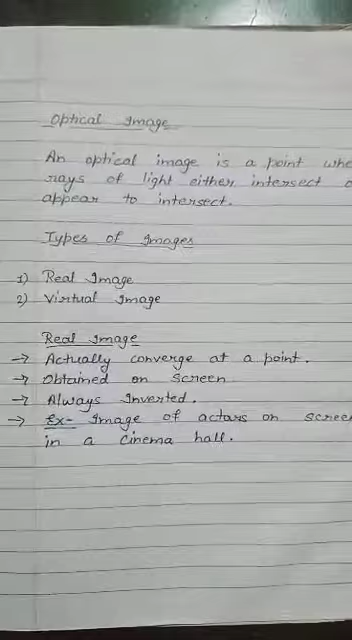 Optical Image
An optical image is a point whe
rays of light either intersect o
appear to intersect.
Types of Images
1) Real Image
2) Virtual Image
Real Image
→ Actually converge at a point.
→ Obtained on screen
→ Always Inverted.
→ Ex- Image of actors on screen
in a cinema hall.